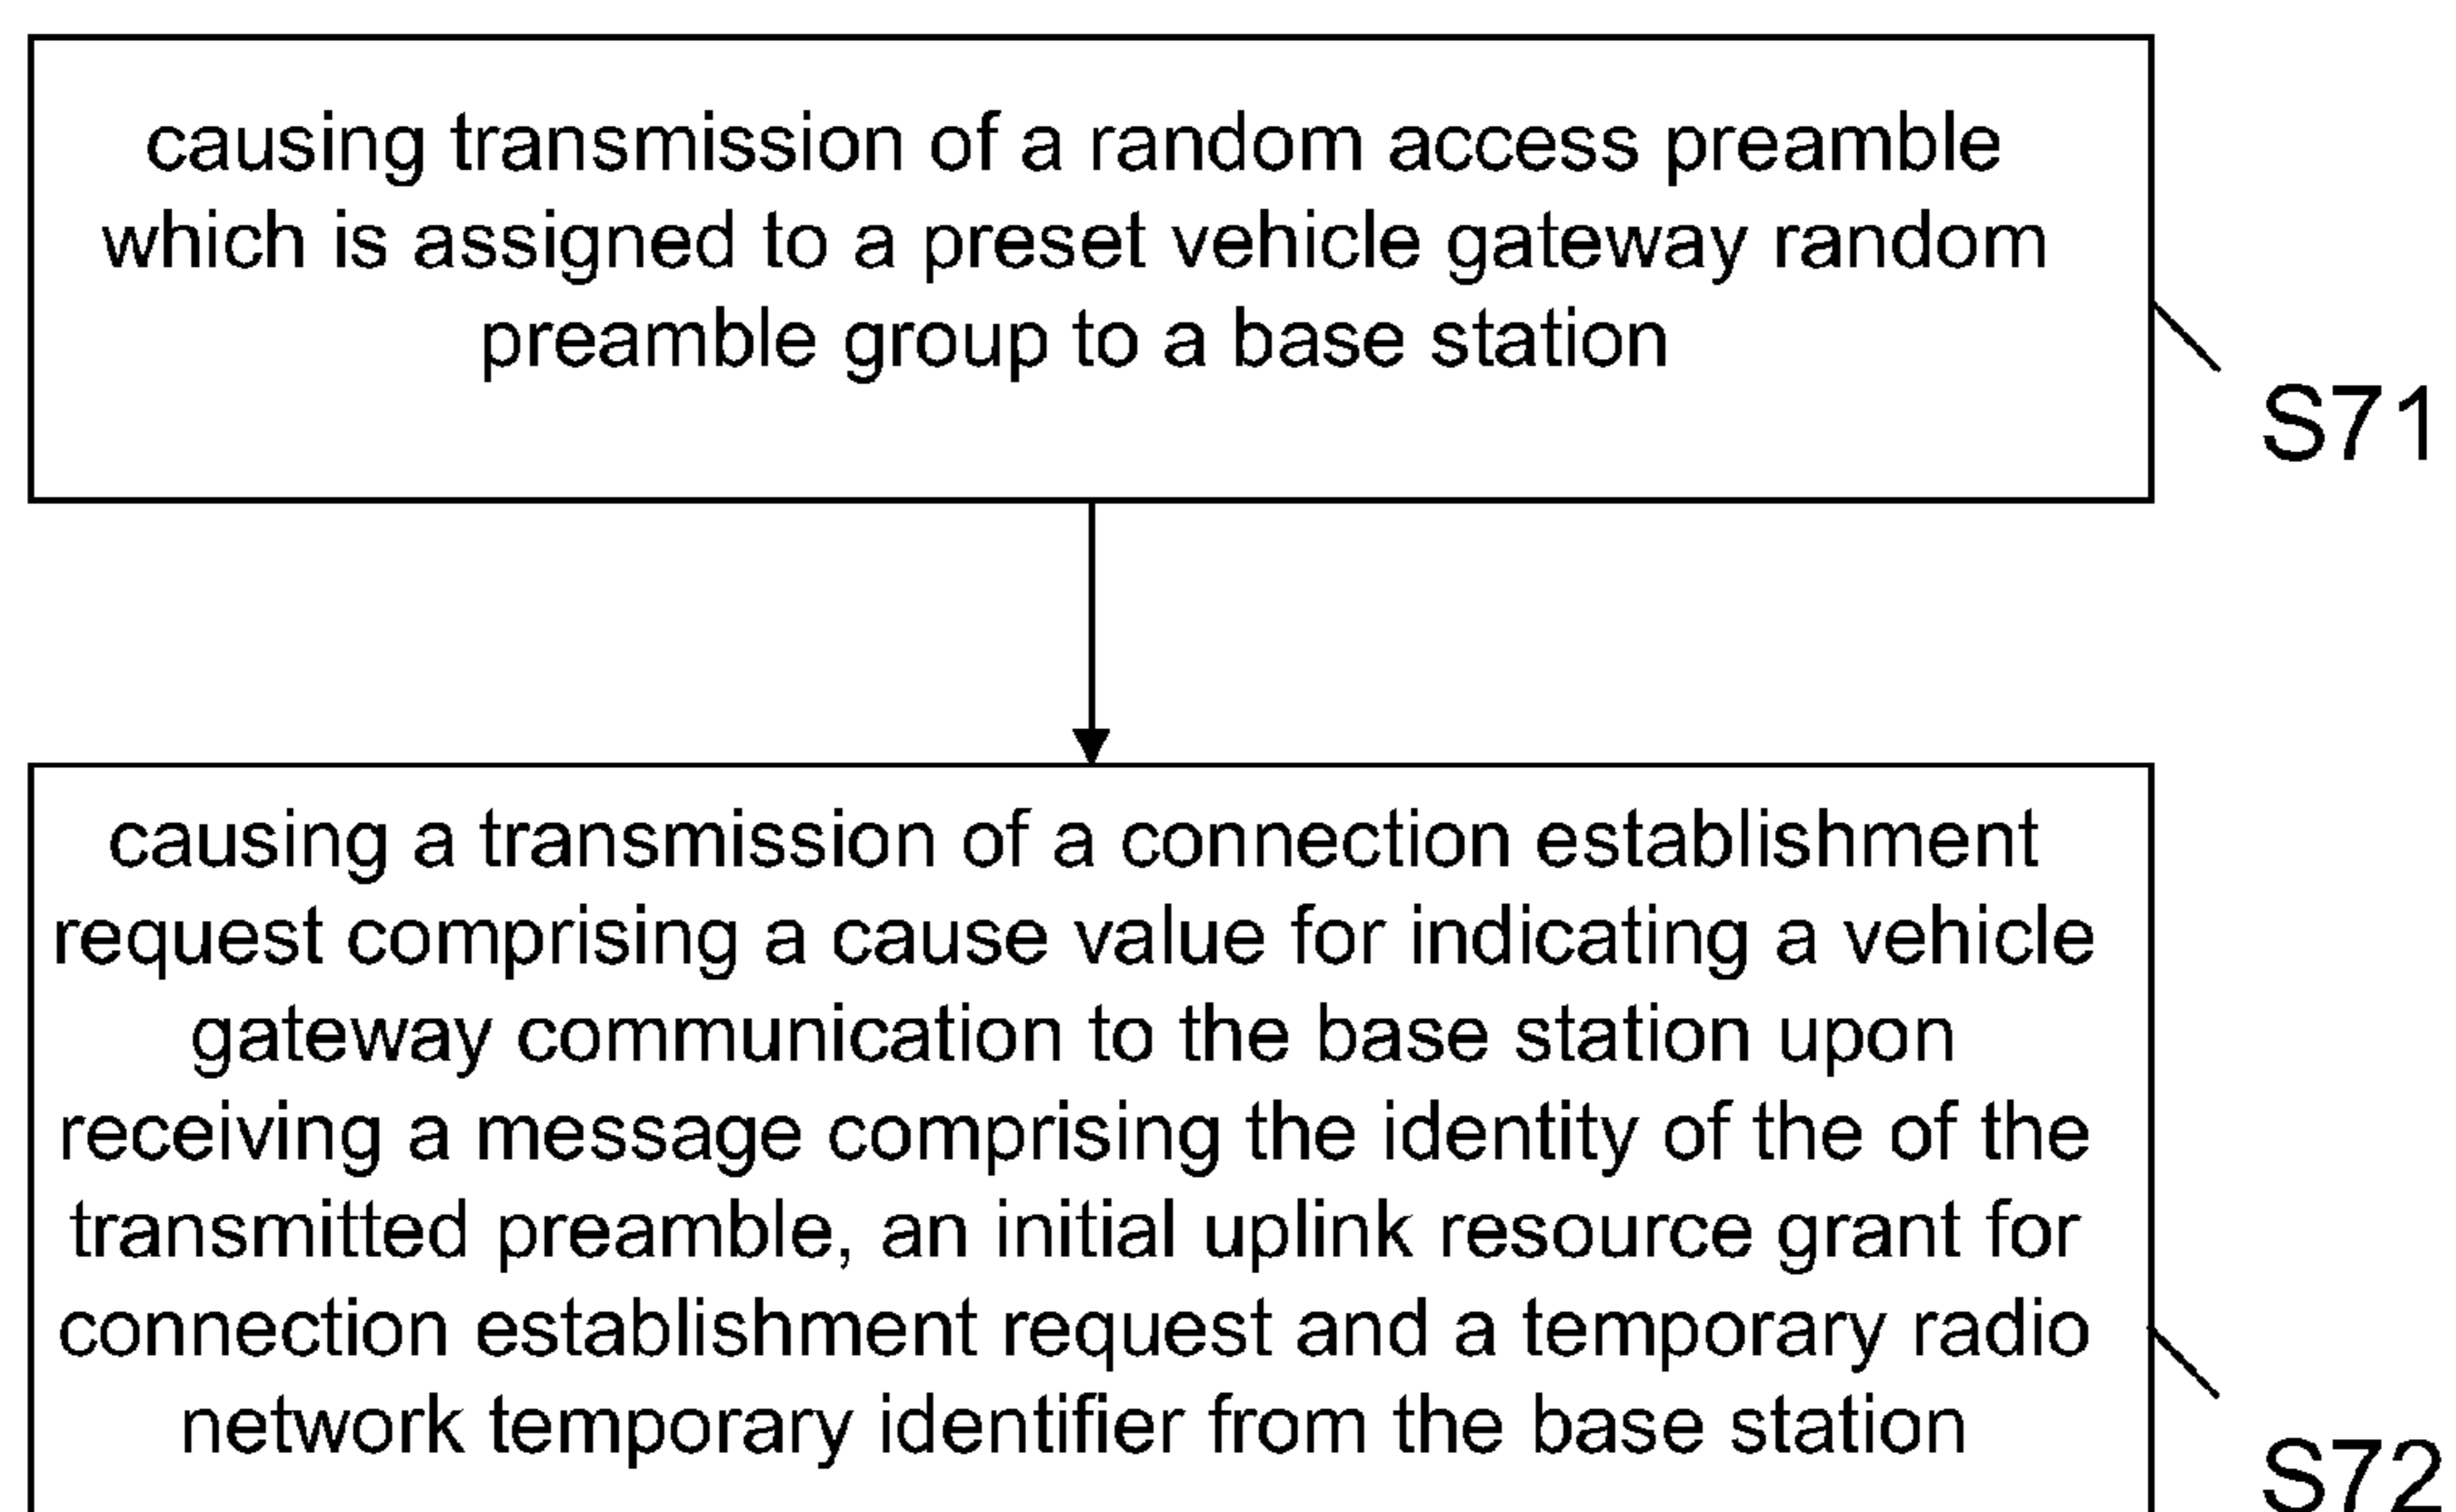 causing transmission of a random access preamble
which is assigned to a preset vehicle gateway random
preamble group to a base station
S71
causing a transmission of a connection establishment
request comprising a cause value for indicating a vehicle
gateway communication to the base station upon
receiving a message comprising the identity of the of the
transmitted preamble, an initial uplink resource grant for
connection establishment request and a temporary radio
network temporary identifier from the base station
S72